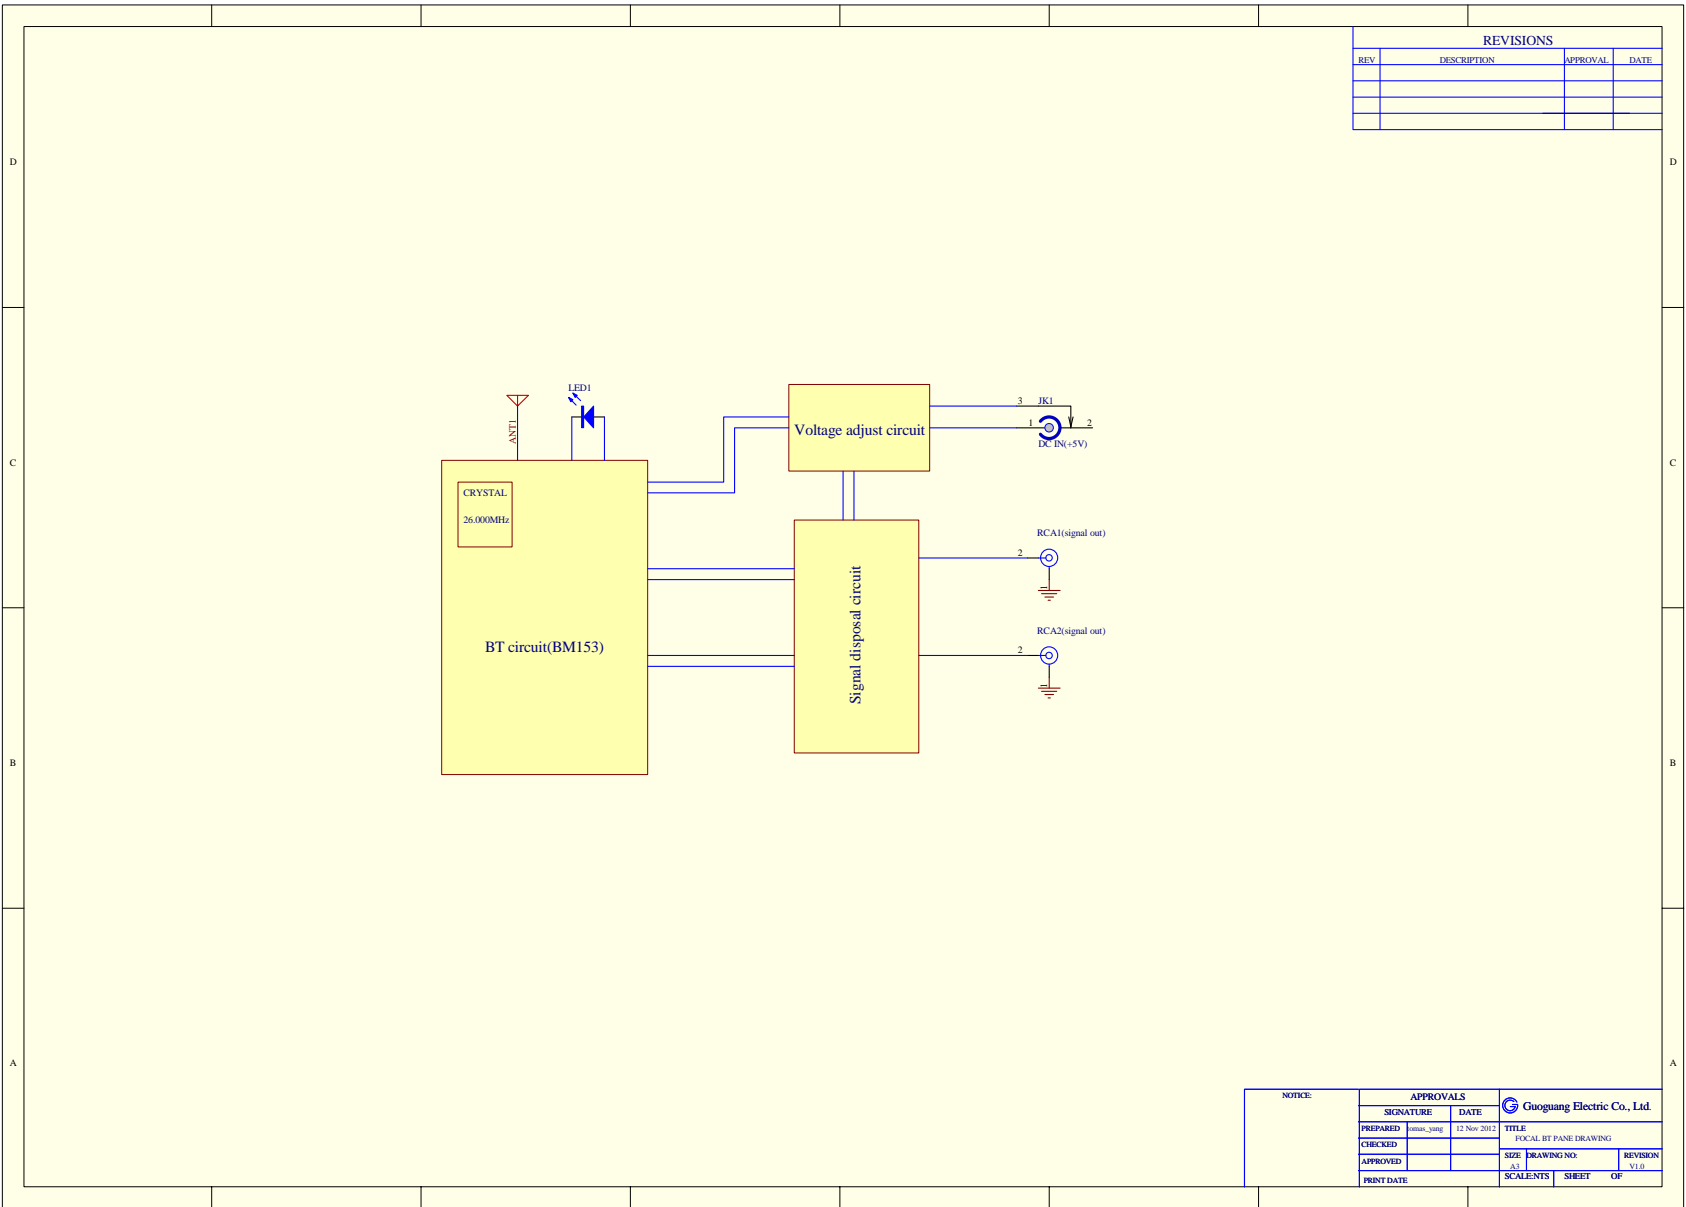 REVISIONS
REV DESCRIPTION APPROVAL DATE
D D
LED1
ANT1
3 JK1
1 2
Voltage adjust circuit
DC IN(+5V)
C C
CRYSTAL
26.000MHz
RCA1(signal out)
2
1
Signal disposal circuit
RCA2(signal out)
BT circuit(BM153)
2
1
B B
A A
NOTICE: APPROVALS
Guoguang Electric Co., Ltd.
SIGNATURE DATE
PREPARED tomas_yang 12 Nov 2012 TITLE
FOCAL BT PANE DRAWING
CHECKED
SIZE DRAWING NO: REVISION
APPROVED
A3 V1.0
PRINT DATE SCALE:NTS SHEET OF